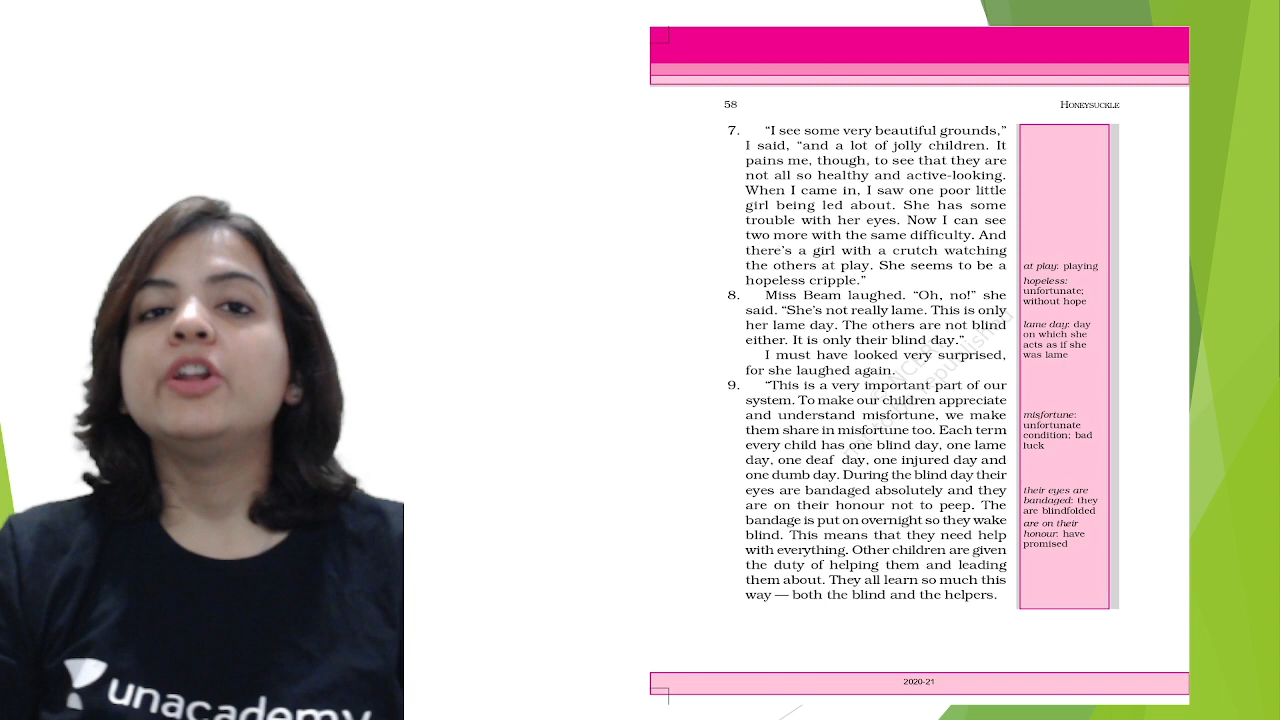 58
HONEYSUCKLE
7. “I see some very beautiful grounds,”
I said, “and a lot of jolly children. It
pains me, though, to see that they are
not all so healthy and active-looking.
When I came in, I saw one poor little
girl being led about. She has some
trouble with her eyes. Now I can see
two more with the same difficulty. And
there’s a girl with a crutch watching
the others at play. She seems to be a
hopeless cripple.”
8. Miss Beam laughed. “Oh, no!” she
said. “She’s not really lame. This is only
her lame day. The others are not blind
either. It is only their blind day.”
I must have looked very surprised,
for she laughed again.
9. “This is a very important part of our
system. To make our children appreciate
and understand misfortune, we make
them share in misfortune too. Each term
every child has one blind day, one lame
day, one deaf day, one injured day and
one dumb day. During the blind day their
eyes are bandaged absolutely and they
are on their honour not to peep. The
bandage is put on overnight so they wake
blind. This means that they need help
with everything. Other children are given
the duty of helping them and leading
them about. They all learn so much this
way — both the blind and the helpers.
at play: playing
hopeless:
unfortunate;
without hope
lame day: day
on which she
acts as if she
was lame
misfortune:
unfortunate
condition; bad
luck
their eyes are
bandaged: they
are blindfolded
are on their
honour: have
promised
2020-21
unacademy